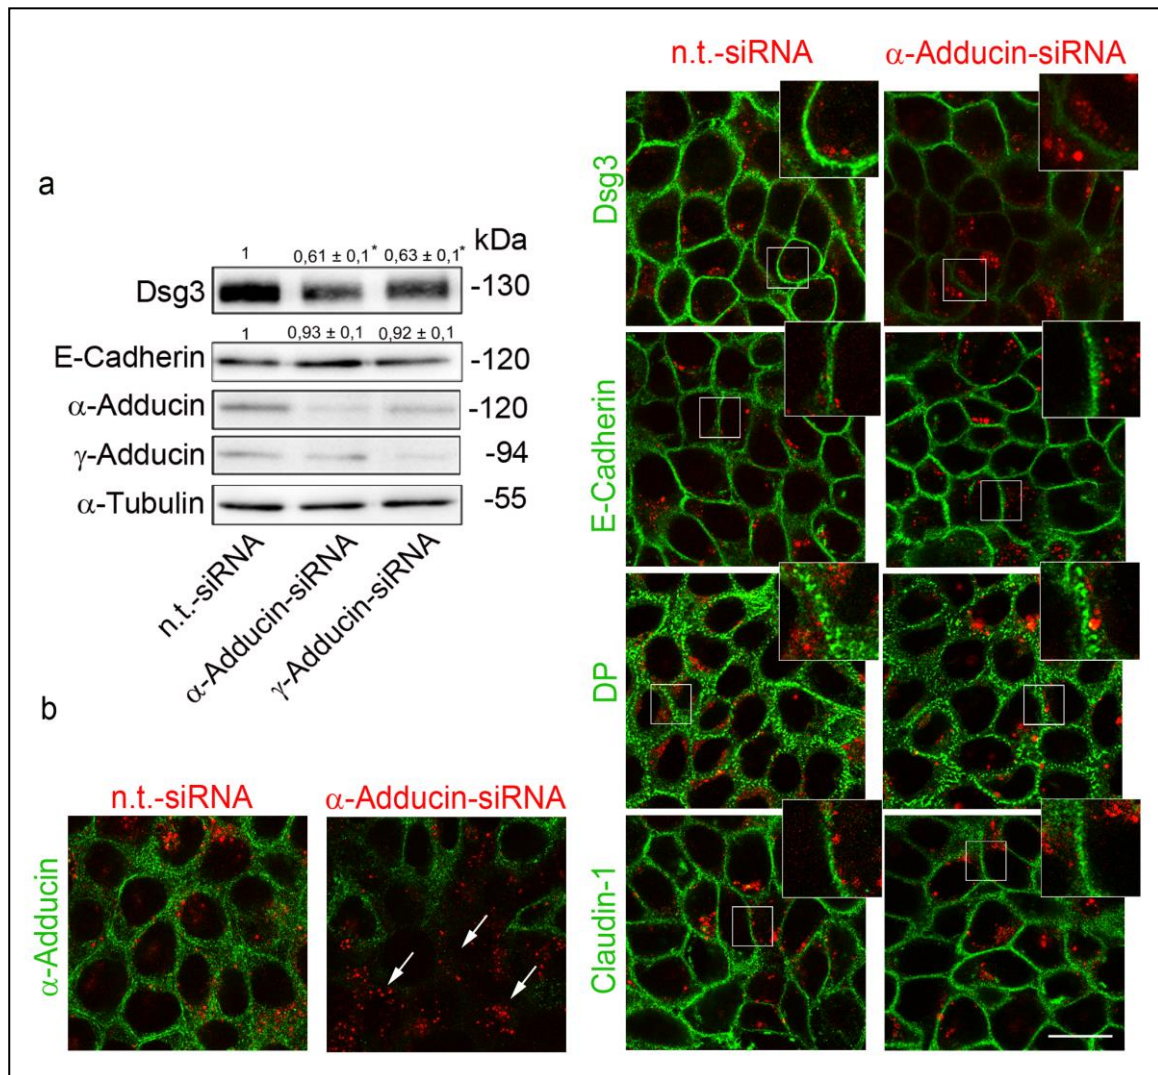 a
1 0,61 ± 0,1* 0,63 ± 0,1* kDa
Dsg3 -130
1 0,93 ± 0,1 0,92 ± 0,1
E-Cadherin -120
α-Adducin -120
γ-Adducin -94
α-Tubulin -55
n.t.-siRNA
α-Adducin-siRNA
γ-Adducin-siRNA
b
n.t.-siRNA α-Adducin-siRNA
α-Adducin
n.t.-siRNA α-Adducin-siRNA
Dsg3
E-Cadherin
DP
Claudin-1